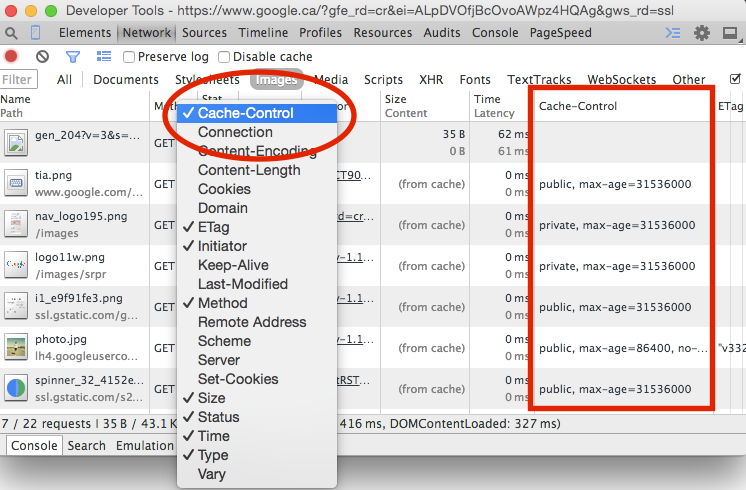 Developer Tools - https://www.google.ca/?gfe_rd=cr&ei=ALpDVOfjBcOvoAWpz4HQAg&gws_rd=ssl
Elements Network Sources Timeline Profiles Resources Audits Console PageSpeed
Preserve log Disable cache
Filter All Documents Stylesheets Images Media Scripts XHR Fonts TextTracks WebSockets Other
Name Size Time Cache-Control ETag
Path Content Latency
gen_204?v=3&s=... GET 35 B 62 ms
0 B 61 ms
tia.png GET CT90... (from cache) 0 ms public, max-age=31536000
www.google.com/... 0 ms
nav_logo195.png GET rd=cr... (from cache) 0 ms private, max-age=31536000
/images 0 ms
logo11w.png GET y-1.1... (from cache) 0 ms private, max-age=31536000
/images/srpr 0 ms
i1_e9f91fe3.png GET y-1.1... (from cache) 0 ms public, max-age=31536000
ssl.gstatic.com/g... 0 ms
photo.jpg GET y-1.1... (from cache) 0 ms public, max-age=86400, no-... "v332
lh4.googleuserco... 0 ms
spinner_32_4152e... GET tRST... (from cache) 0 ms public, max-age=31536000
ssl.gstatic.com/s2... 0 ms
✓ Cache-Control
Connection
Content-Encoding
Content-Length
Cookies
Domain
✓ ETag
✓ Initiator
Keep-Alive
Last-Modified
✓ Method
Remote Address
Scheme
Server
Set-Cookies
✓ Size
✓ Status
✓ Time
✓ Type
Vary
7 / 22 requests | 35 B / 43.1 K 416 ms, DOMContentLoaded: 327 ms)
Console Search Emulation